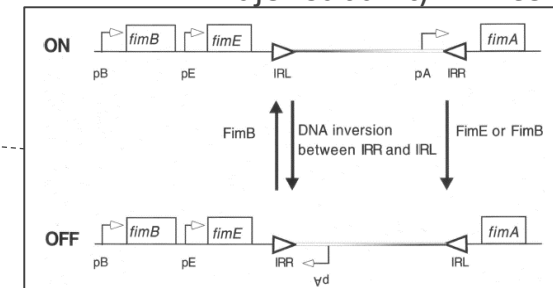 ON fimB fimE fimA
pB pE IRL pA IRR
FimB DNA inversion between IRR and IRL FimE or FimB
OFF fimB fimE fimA
pB pE IRR pA IRL